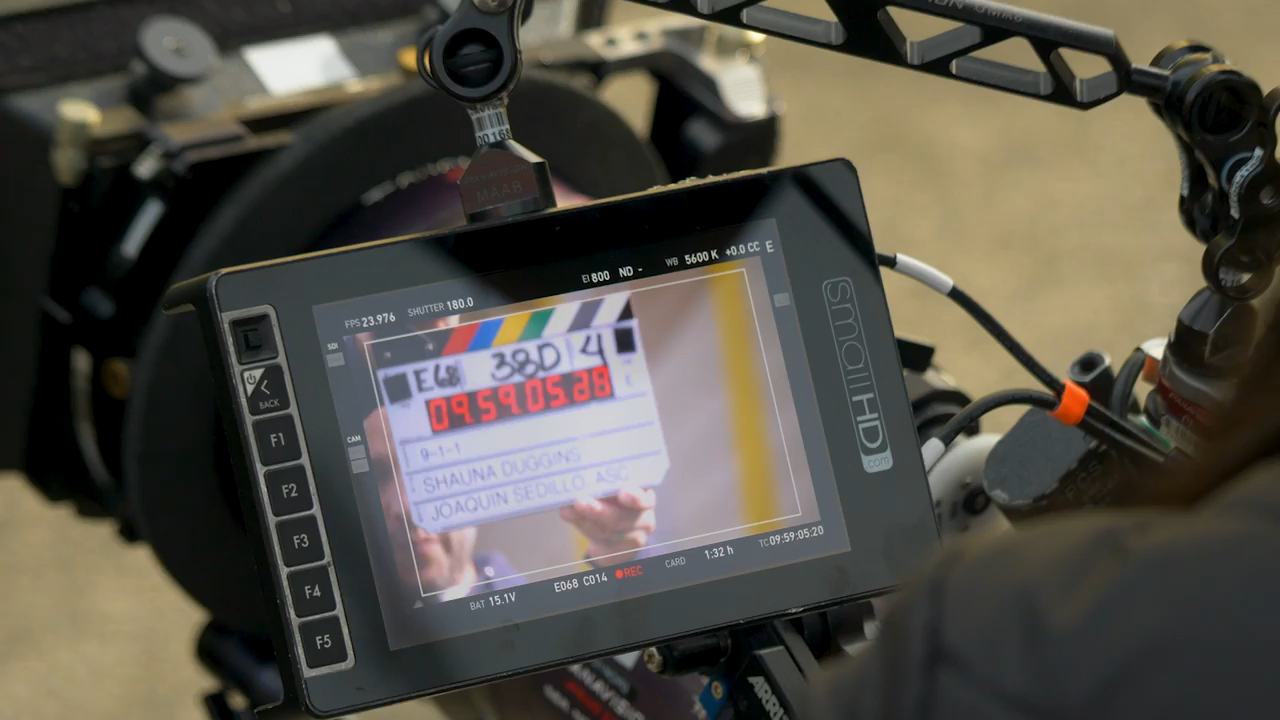 00168
MAAB
FPS 23.976 SHUTTER 180.0 EI 800 ND - WB 5600 K +0.0 CC E
SDI
CAM
E68 38D 4
09:59:05.28
9-1-1
SHAUNA DUGGINS
JOAQUIN SEDILLO, ASC
BAT 15.1V E068 C014 REC CARD 1:32 h TC 09:59:05:20
BACK
F1
F2
F3
F4
F5
smallHD
.com
ARRI